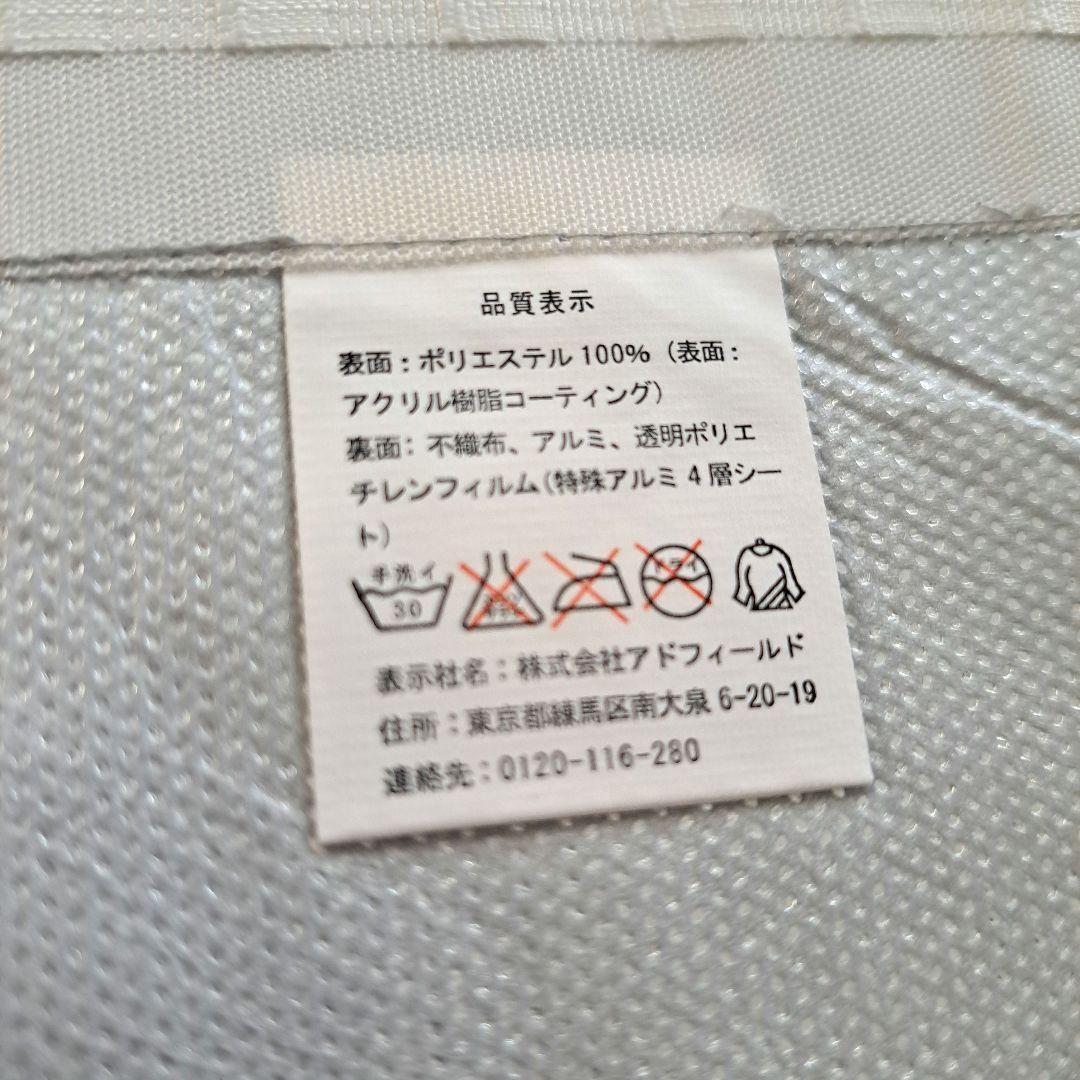 品質表示
表面：ポリエステル 100%（表面：
アクリル樹脂コーティング）
裏面：不織布、アルミ、透明ポリエ
チレンフィルム（特殊アルミ 4 層シー
ト）
手洗イ
30
ドライ
表示社名：株式会社アドフィールド
住所：東京都練馬区南大泉 6-20-19
連絡先：0120-116-280